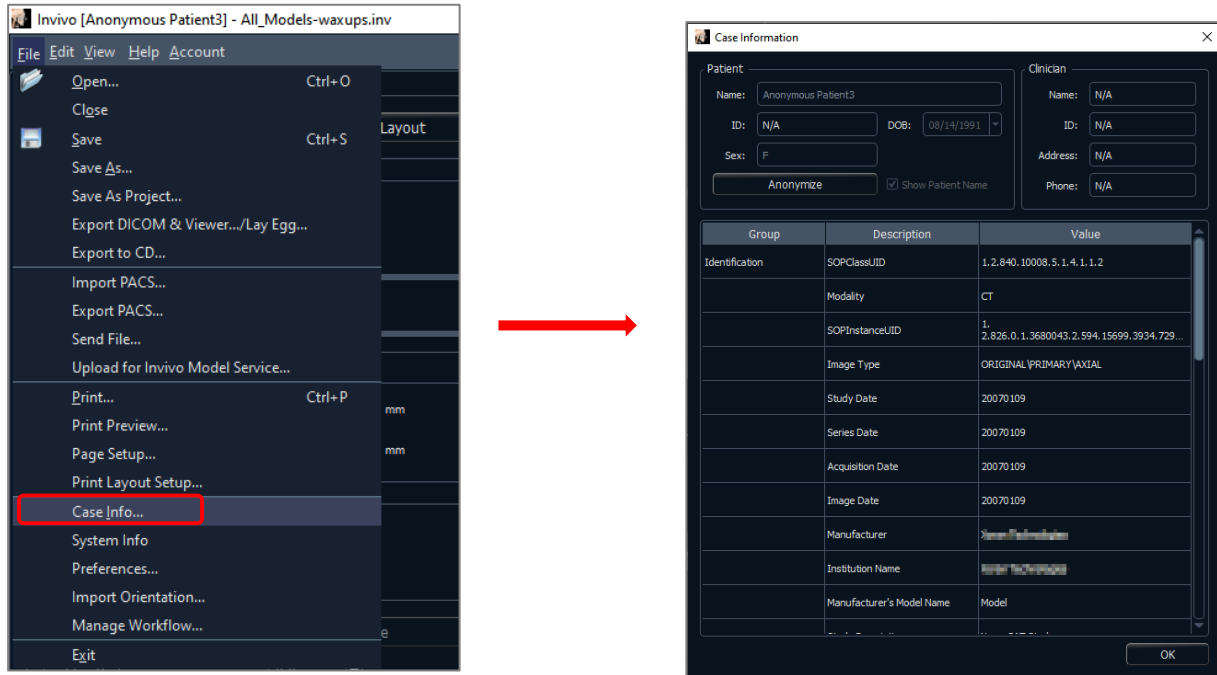 Invivo [Anonymous Patient3] - All_Models-waxups.inv
File Edit View Help Account
Open... Ctrl+O
Close
Save Ctrl+S
Save As...
Save As Project...
Export DICOM & Viewer.../Lay Egg...
Export to CD...
Import PACS...
Export PACS...
Send File...
Upload for Invivo Model Service...
Print... Ctrl+P
Print Preview...
Page Setup...
Print Layout Setup...
Case Info...
System Info
Preferences...
Import Orientation...
Manage Workflow...
Exit
Layout
mm
mm
Case Information
Patient
Name: Anonymous Patient3
ID: N/A DOB: 08/14/1991
Sex: F
Anonymize Show Patient Name
Clinician
Name: N/A
ID: N/A
Address: N/A
Phone: N/A
Group Description Value
Identification SOPClassUID 1.2.840.10008.5.1.4.1.1.2
Modality CT
SOPInstanceUID 1.
2.826.0.1.3680043.2.594.15699.3934.729...
Image Type ORIGINAL\PRIMARY\AXIAL
Study Date 20070109
Series Date 20070109
Acquisition Date 20070109
Image Date 20070109
Manufacturer
Institution Name
Manufacturer's Model Name Model
OK